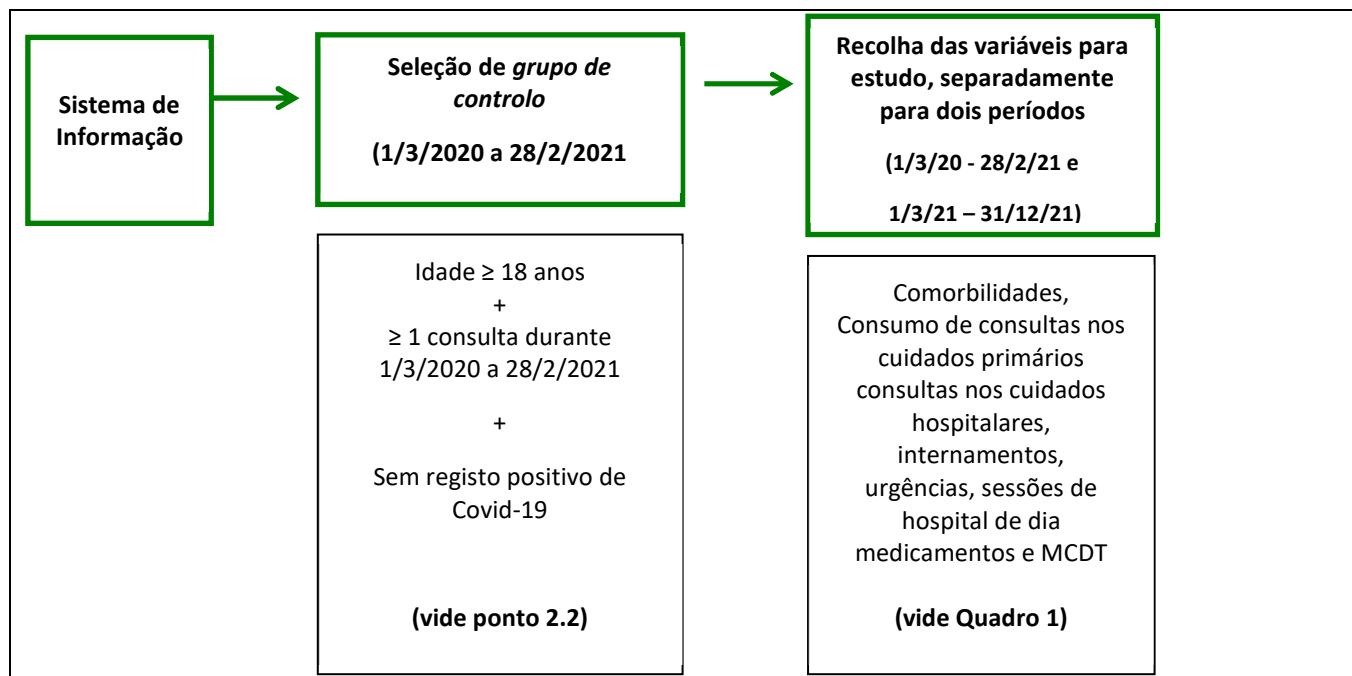 Sistema de
Informação
Seleção de grupo de
controlo
(1/3/2020 a 28/2/2021
Recolha das variáveis para
estudo, separadamente
para dois períodos
(1/3/20 - 28/2/21 e
1/3/21 – 31/12/21)
Idade ≥ 18 anos
+
≥ 1 consulta durante
1/3/2020 a 28/2/2021
+
Sem registo positivo de
Covid-19
(vide ponto 2.2)
Comorbilidades,
Consumo de consultas nos
cuidados primários
consultas nos cuidados
hospitalares,
internamentos,
urgências, sessões de
hospital de dia
medicamentos e MCDT
(vide Quadro 1)